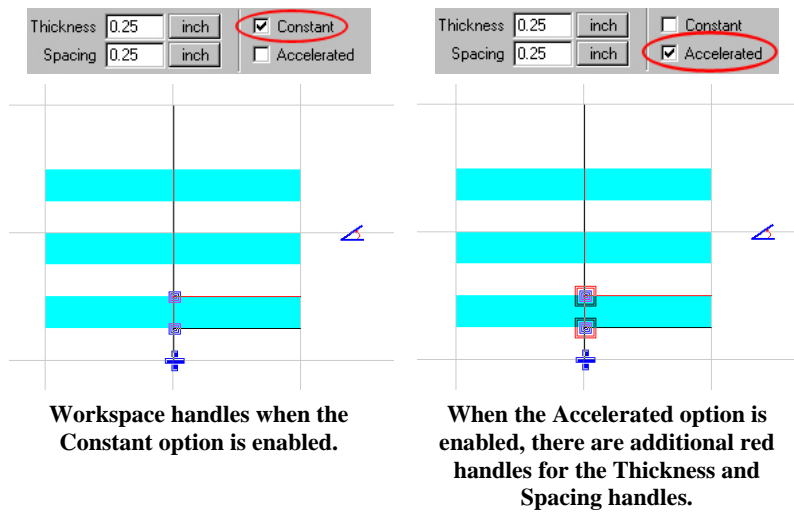 Thickness 0.25 inch Constant
Spacing 0.25 inch Accelerated
Workspace handles when the
Constant option is enabled.
Thickness 0.25 inch Constant
Spacing 0.25 inch Accelerated
When the Accelerated option is
enabled, there are additional red
handles for the Thickness and
Spacing handles.